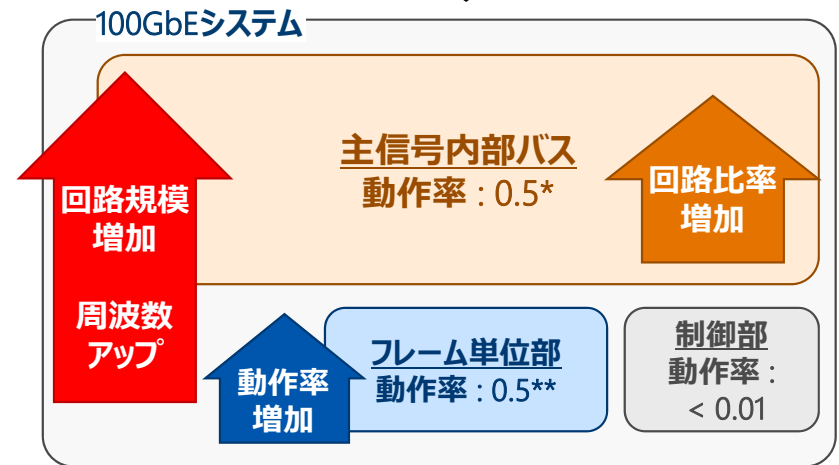 100GbEシステム
主信号内部バス
動作率 : 0.5*
回路規模
増加
周波数
アップ
回路比率
増加
動作率
増加
フレーム単位部
動作率 : 0.5**
制御部
動作率 :
< 0.01